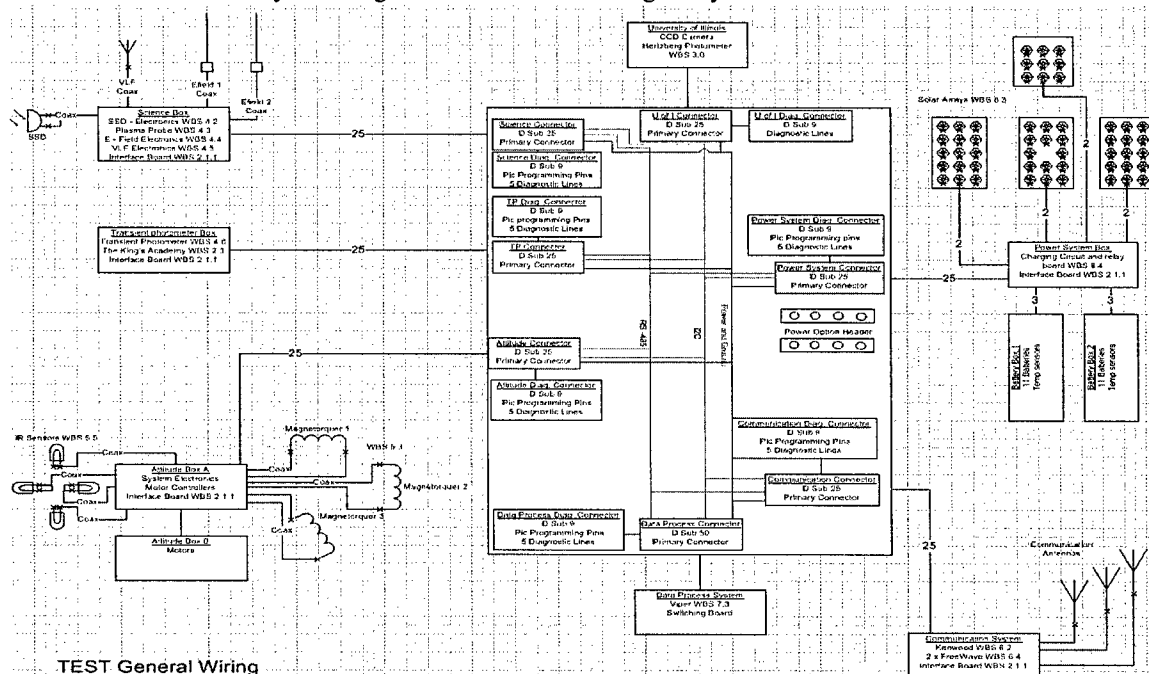 University of Illinois
CCD Camera
Hertzberg Photometer
WBS 3.0
VLF
Coax
Efield 1
Coax
Efield 2
Coax
Coax
SSD
Science Box
SSD - Electronics WBS 4.2
Plasma Probe WBS 4.3
E - Field Electronics WBS 4.4
VLF Electronics WBS 4.5
Interface Board WBS 2.1.1
25
Science Connector
D Sub 25
Primary Connector
Science Diag. Connector
D Sub 9
Pic Programming Pins
5 Diagnostic Lines
U of I Connector
D Sub 25
Primary Connector
U of I Diag. Connector
D Sub 9
Diagnostic Lines
Solar Arrays WBS 8.3
2
2
2
2
TP Diag. Connector
D Sub 9
Pic programming Pins
5 Diagnostic Lines
TP Connector
D Sub 25
Primary Connector
Transient photometer Box
Transient Photometer WBS 4.6
The King's Academy WBS 2.3
Interface Board WBS 2.1.1
25
Power System Diag. Connector
D Sub 9
Pic Programming pins
5 Diagnostic Lines
Power System Connector
D Sub 25
Primary Connector
25
Power System Box
Charging Circuit and relay
board WBS 8.4
Interface Board WBS 2.1.1
3
3
Power Option Header
Battery Box 1
11 Batteries
Temp sensors
Battery Box 2
11 Batteries
Temp sensors
RS-485
I2C
Power and Ground
25
Attitude Connector
D Sub 25
Primary Connector
Attitude Diag. Connector
D Sub 9
Pic Programming Pins
5 Diagnostic Lines
IR Sensors WBS 5.5
Coax
Coax
Coax
Coax
Attitude Box A
System Electronics
Motor Controllers
Interface Board WBS 2.1.1
Attitude Box B
Motors
Magnetorquer 1
WBS 5.3
Coax
Coax
Magnetorquer 2
Magnetorquer 3
Coax
Communication Diag. Connector
D Sub 9
Pic Programming Pins
5 Diagnostic Lines
Communication Connector
D Sub 25
Primary Connector
Data Process Diag. Connector
D Sub 9
Pic Programming Pins
5 Diagnostic Lines
Data Process Connector
D Sub 50
Primary Connector
Data Process System
Viper WBS 7.3
Switching Board
25
Communication
Antennas
Communication System
Kenwood WBS 6.2
2 x FreeWave WBS 6.4
Interface Board WBS 2.1.1
TEST General Wiring